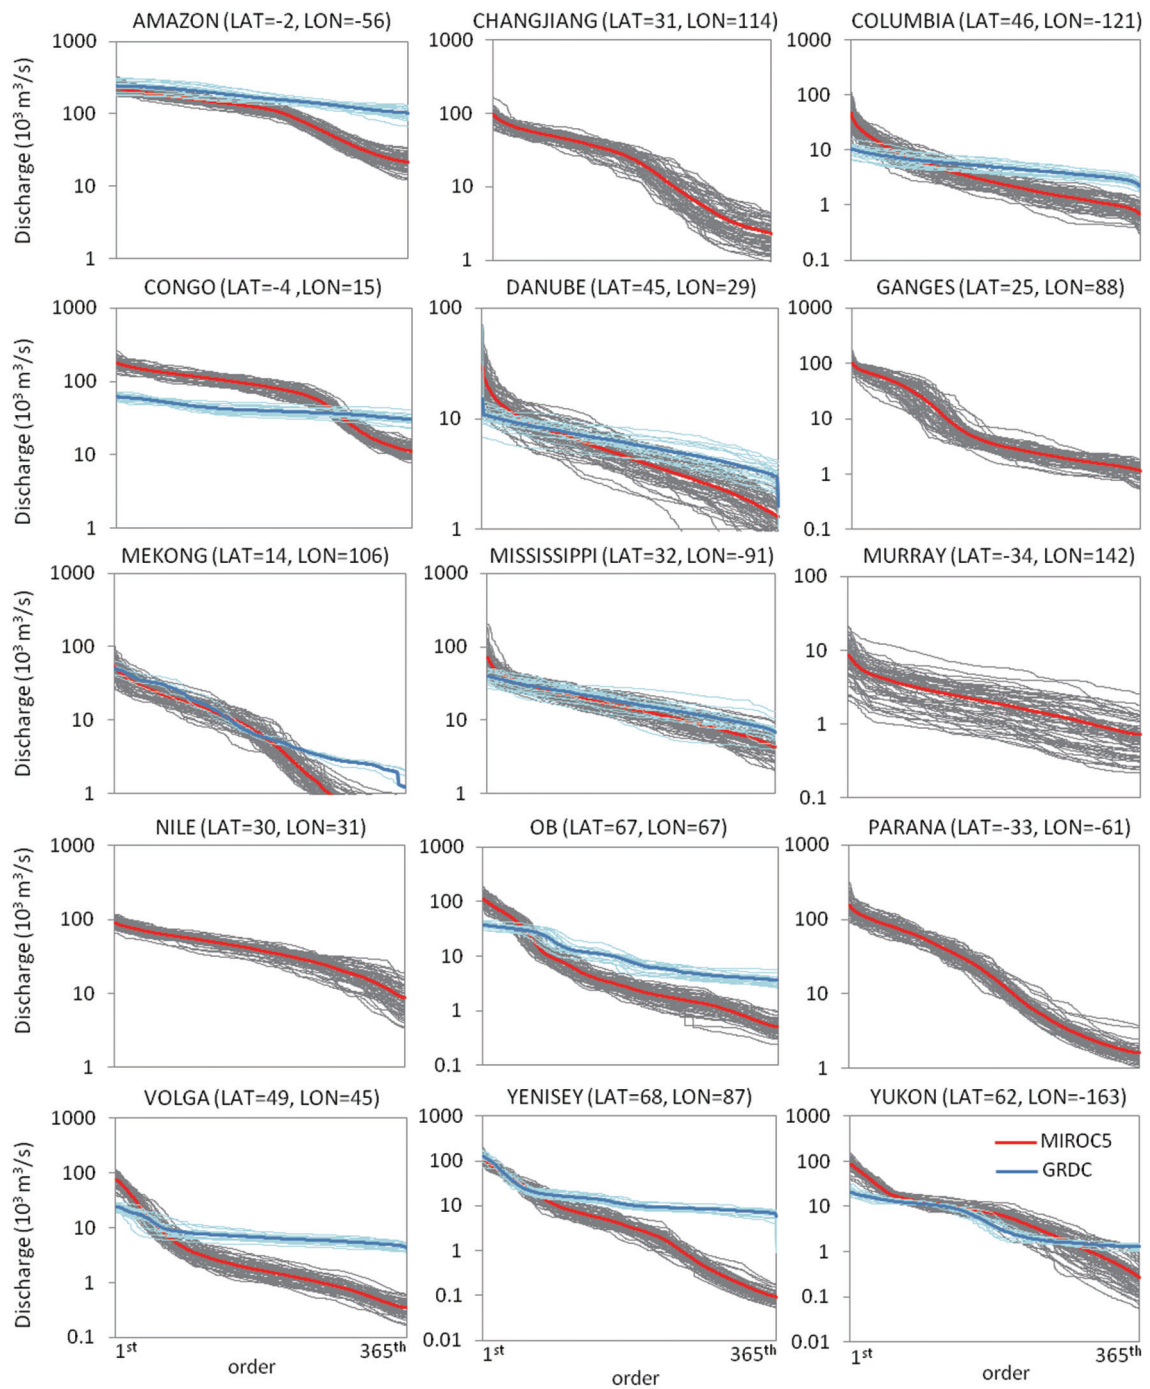 AMAZON (LAT=-2, LON=-56)
CHANGJIANG (LAT=31, LON=114)
COLUMBIA (LAT=46, LON=-121)
Discharge (10³ m³/s)
1000
100
10
1
1000
100
10
1
1000
100
10
1
0.1
CONGO (LAT=-4 ,LON=15)
DANUBE (LAT=45, LON=29)
GANGES (LAT=25, LON=88)
Discharge (10³ m³/s)
1000
100
10
1
100
10
1
1000
100
10
1
0.1
MEKONG (LAT=14, LON=106)
MISSISSIPPI (LAT=32, LON=-91)
MURRAY (LAT=-34, LON=142)
Discharge (10³ m³/s)
1000
100
10
1
1000
100
10
1
100
10
1
0.1
NILE (LAT=30, LON=31)
OB (LAT=67, LON=67)
PARANA (LAT=-33, LON=-61)
Discharge (10³ m³/s)
1000
100
10
1
1000
100
10
1
0.1
1000
100
10
1
VOLGA (LAT=49, LON=45)
YENISEY (LAT=68, LON=87)
YUKON (LAT=62, LON=-163)
Discharge (10³ m³/s)
1000
100
10
1
0.1
1000
100
10
1
0.1
0.01
1000
100
10
1
0.1
0.01
MIROC5
GRDC
1st
365th
order
1st
365th
order
1st
365th
order